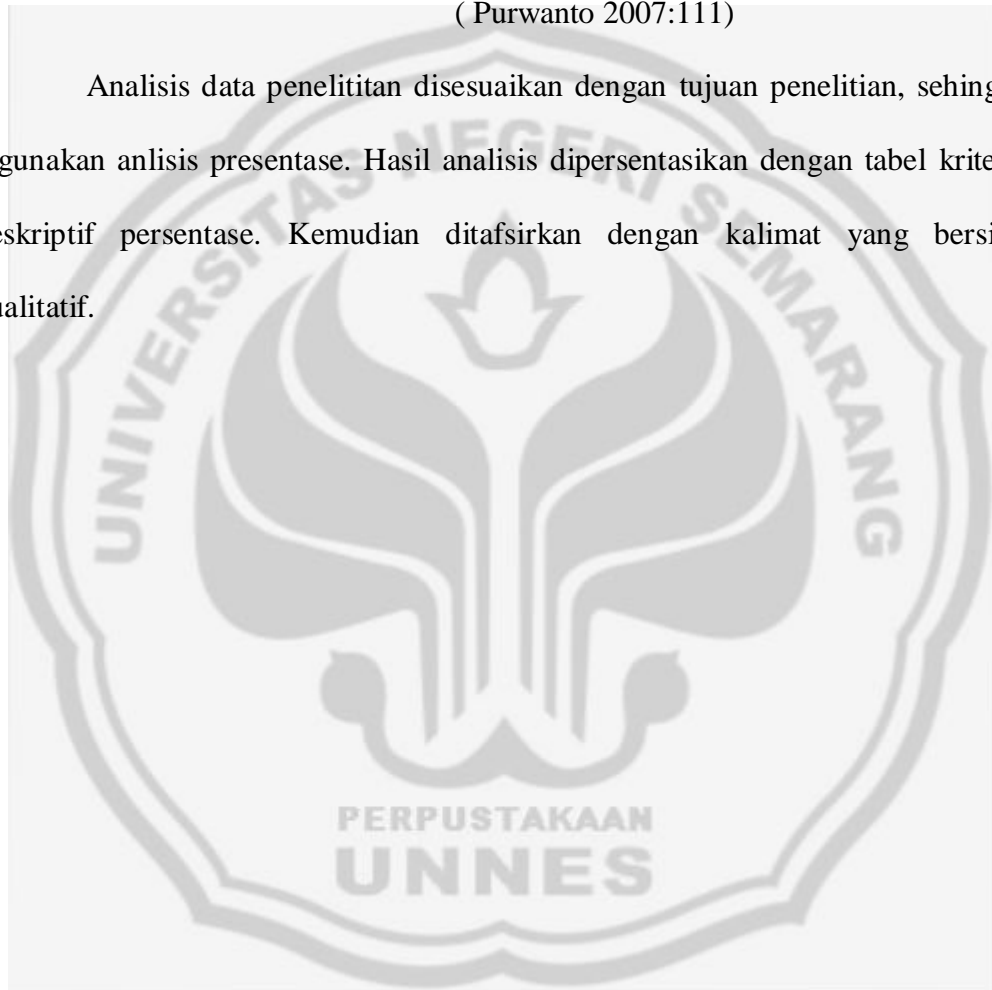 ( Purwanto 2007:111)
Analisis data penelititan disesuaikan dengan tujuan penelitian, sehing
gunakan anlisis presentase. Hasil analisis dipersentasikan dengan tabel krite
eskriptif persentase. Kemudian ditafsirkan dengan kalimat yang bersi
ualitatif.
UNIVERSITAS NEGERI SEMARANG
PERPUSTAKAAN
UNNES